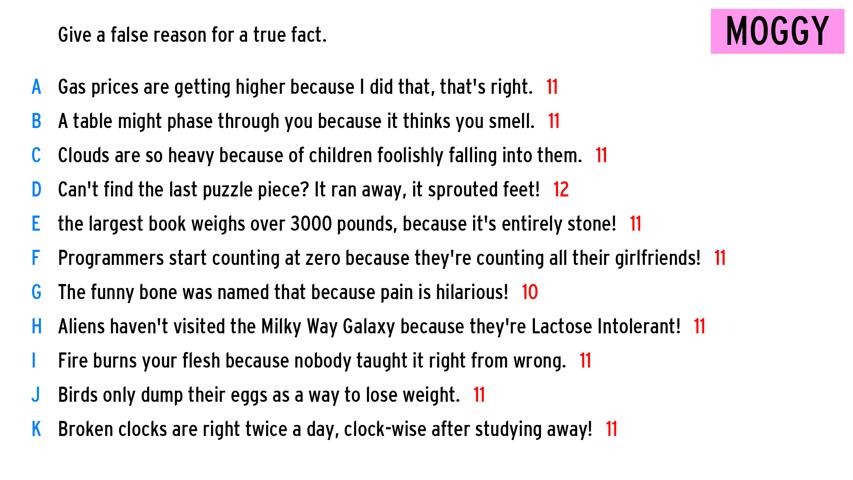 Give a false reason for a true fact.
MOGGY
A Gas prices are getting higher because I did that, that's right. 11
B A table might phase through you because it thinks you smell. 11
C Clouds are so heavy because of children foolishly falling into them. 11
D Can't find the last puzzle piece? It ran away, it sprouted feet! 12
E the largest book weighs over 3000 pounds, because it's entirely stone! 11
F Programmers start counting at zero because they're counting all their girlfriends! 11
G The funny bone was named that because pain is hilarious! 10
H Aliens haven't visited the Milky Way Galaxy because they're Lactose Intolerant! 11
I Fire burns your flesh because nobody taught it right from wrong. 11
J Birds only dump their eggs as a way to lose weight. 11
K Broken clocks are right twice a day, clock-wise after studying away! 11